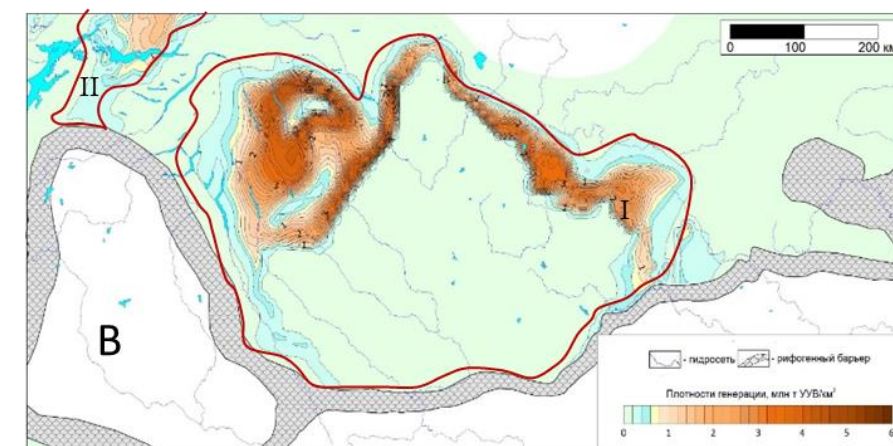 II
0 100 200 км
I
B
- гидросеть
- рифогенный барьер
Плотности генерации, млн т УУВ/км²
0 1 2 3 4 5 6